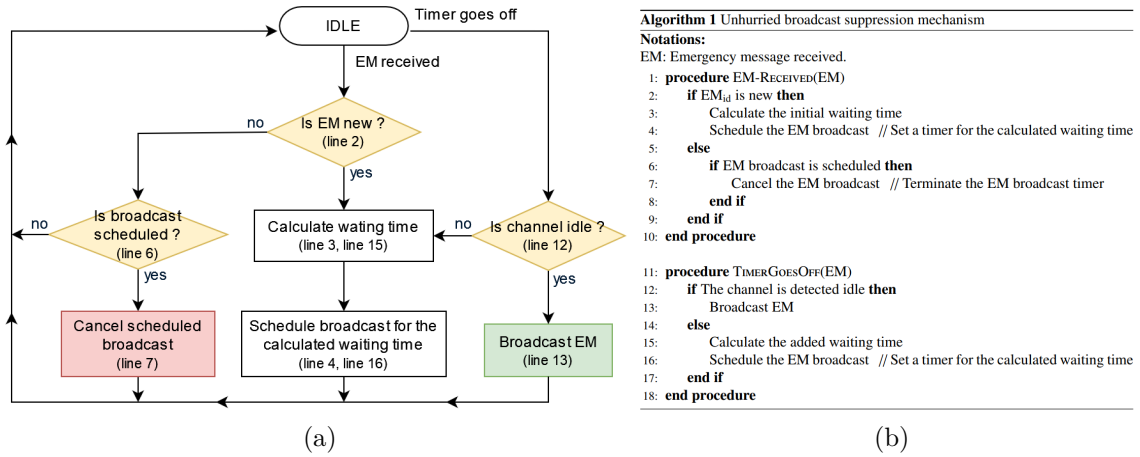 IDLE
Timer goes off
EM received
Is EM new ?
(line 2)
no
yes
Is broadcast
scheduled ?
(line 6)
no
yes
Calculate wating time
(line 3, line 15)
no
Is channel idle ?
(line 12)
yes
Cancel scheduled
broadcast
(line 7)
Schedule broadcast for the
calculated waiting time
(line 4, line 16)
Broadcast EM
(line 13)
(a)
Algorithm 1 Unhurried broadcast suppression mechanism
Notations:
EM: Emergency message received.
1: procedure EM-RECEIVED(EM)
2: if EMid is new then
3: Calculate the initial waiting time
4: Schedule the EM broadcast // Set a timer for the calculated waiting time
5: else
6: if EM broadcast is scheduled then
7: Cancel the EM broadcast // Terminate the EM broadcast timer
8: end if
9: end if
10: end procedure
11: procedure TIMERGOESOFF(EM)
12: if The channel is detected idle then
13: Broadcast EM
14: else
15: Calculate the added waiting time
16: Schedule the EM broadcast // Set a timer for the calculated waiting time
17: end if
18: end procedure
(b)